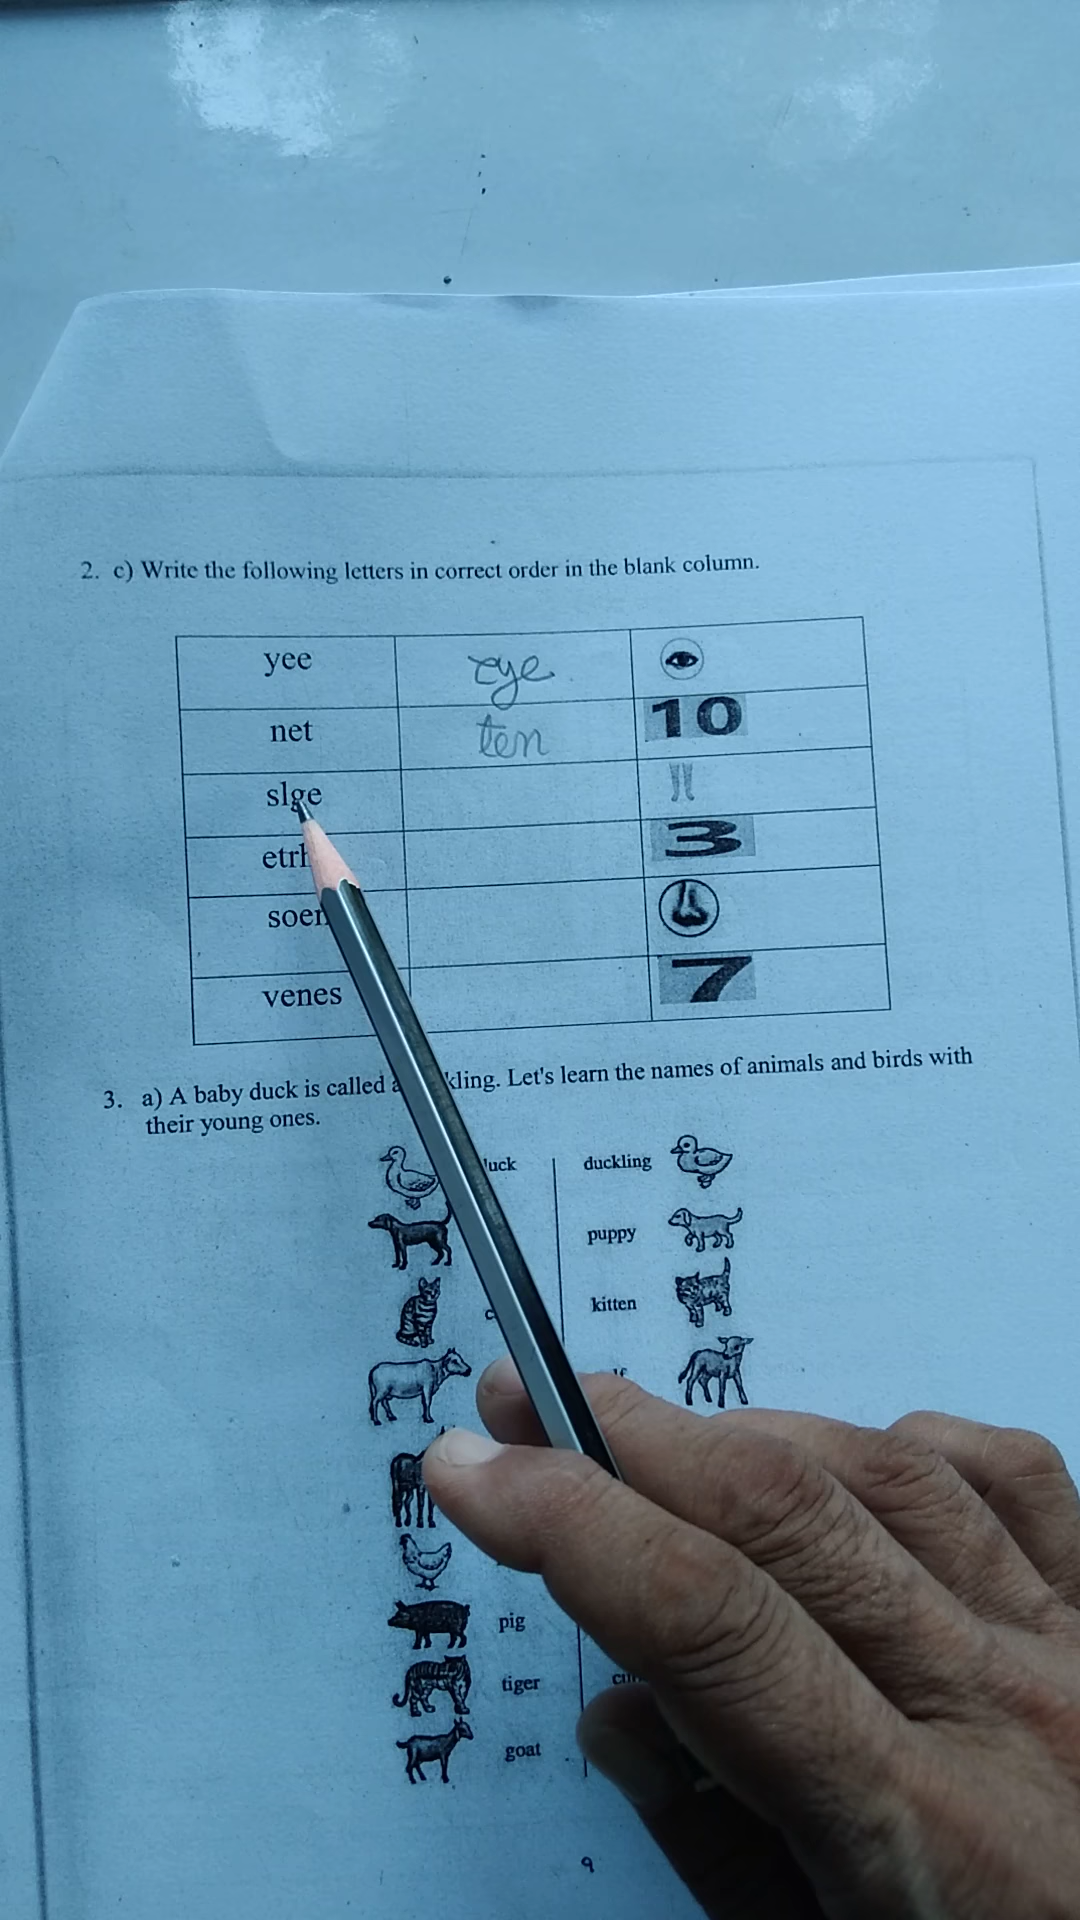 2. c) Write the following letters in correct order in the blank column.
yee eye
net ten 10
slge
3
venes 7
3. a) A baby duck is called Let's learn the names of animals and birds with
their young ones.
duckling
puppy
kitten
pig
tiger
goat
9